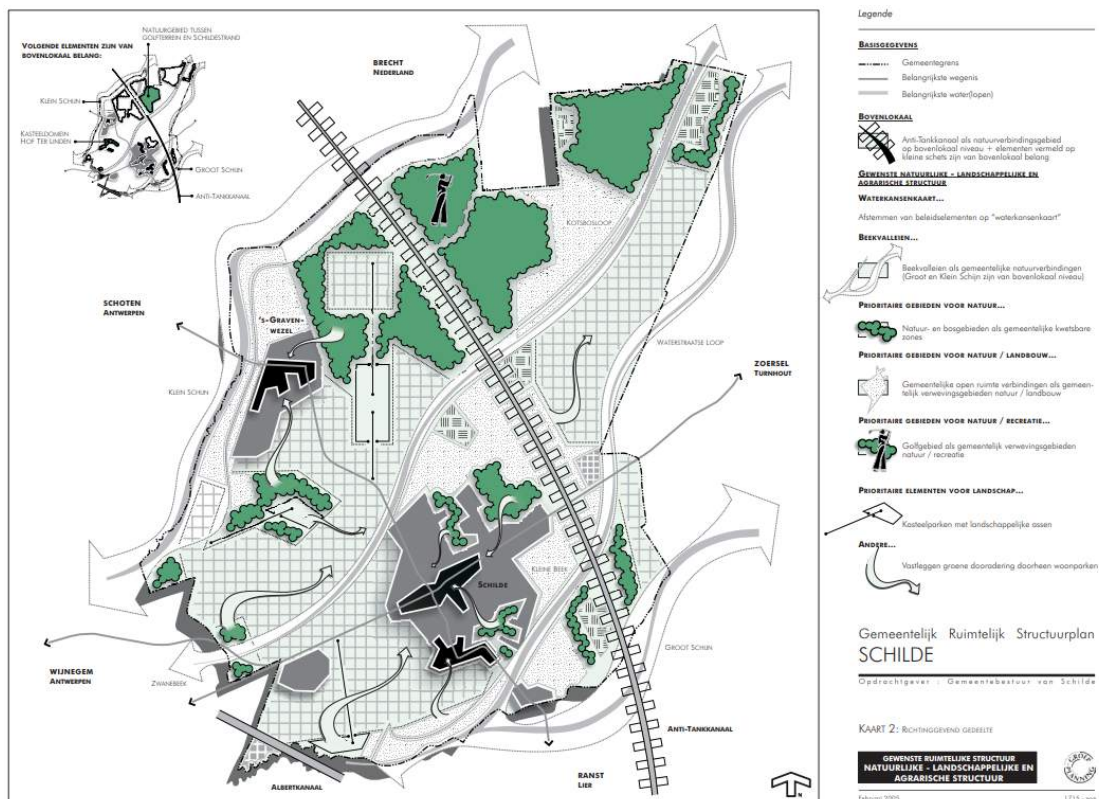 NATUURGEBIED TUSSEN
GOLFTERREIN EN SCHILDESTRAND
VOLGENDE ELEMENTEN ZIJN VAN
BOVENLOKAAL BELANG:
KLEIN SCHIJN
KASTEELDOMEIN
HOF TER LINDEN
GROOT SCHIJN
ANTI-TANKKANAAL
BRECHT
NEDERLAND
KOTSBOSLOOP
SCHOTEN
ANTWERPEN
'S-GRAVEN-
WEZEL
WATERSTRAATSE LOOP
ZOERSEL
TURNHOUT
KLEIN SCHIJN
KLEINE BEEK
SCHILDE
GROOT SCHIJN
WIJNEGEM
ANTWERPEN
ZWANEBEEK
ANTI-TANKKANAAL
ALBERTKANAAL
RANST
LIER
N
Legende
BASISGEGEVENS
Gemeentegrens
Belangrijkste wegenis
Belangrijkste water(lopen)
BOVENLOKAAL
Anti-Tankkanaal als natuurverbindingsgebied
op bovenlokaal niveau + elementen vermeld op
kleine schets zijn van bovenlokaal belang
GEWENSTE NATUURLIJKE - LANDSCHAPPELIJKE EN
AGRARISCHE STRUCTUUR
WATERKANSENKAART...
Afstemmen van beleidselementen op "waterkansenkaart"
BEEKVALLEIEN...
Beekvalleien als gemeentelijke natuurverbindingen
(Groot en Klein Schijn zijn van bovenlokaal niveau)
PRIORITAIRE GEBIEDEN VOOR NATUUR...
Natuur- en bosgebieden als gemeentelijke kwetsbare
zones
PRIORITAIRE GEBIEDEN VOOR NATUUR / LANDBOUW...
Gemeentelijke open ruimte verbindingen als gemeen-
telijk verwevingsgebieden natuur / landbouw
PRIORITAIRE GEBIEDEN VOOR NATUUR / RECREATIE...
Golfgebied als gemeentelijk verwevingsgebieden
natuur / recreatie
PRIORITAIRE ELEMENTEN VOOR LANDSCHAP...
Kasteelparken met landschappelijke assen
ANDERE...
Vastleggen groene dooradering doorheen woonparken
Gemeentelijk Ruimtelijk Structuurplan
SCHILDE
Opdrachtgever : Gemeentebestuur van Schilde
KAART 2: RICHTINGGEVEND GEDEELTE
GEWENSTE RUIMTELIJKE STRUCTUUR
NATUURLIJKE - LANDSCHAPPELIJKE EN
AGRARISCHE STRUCTUUR
GROEP
PLANNING
Februari 2005